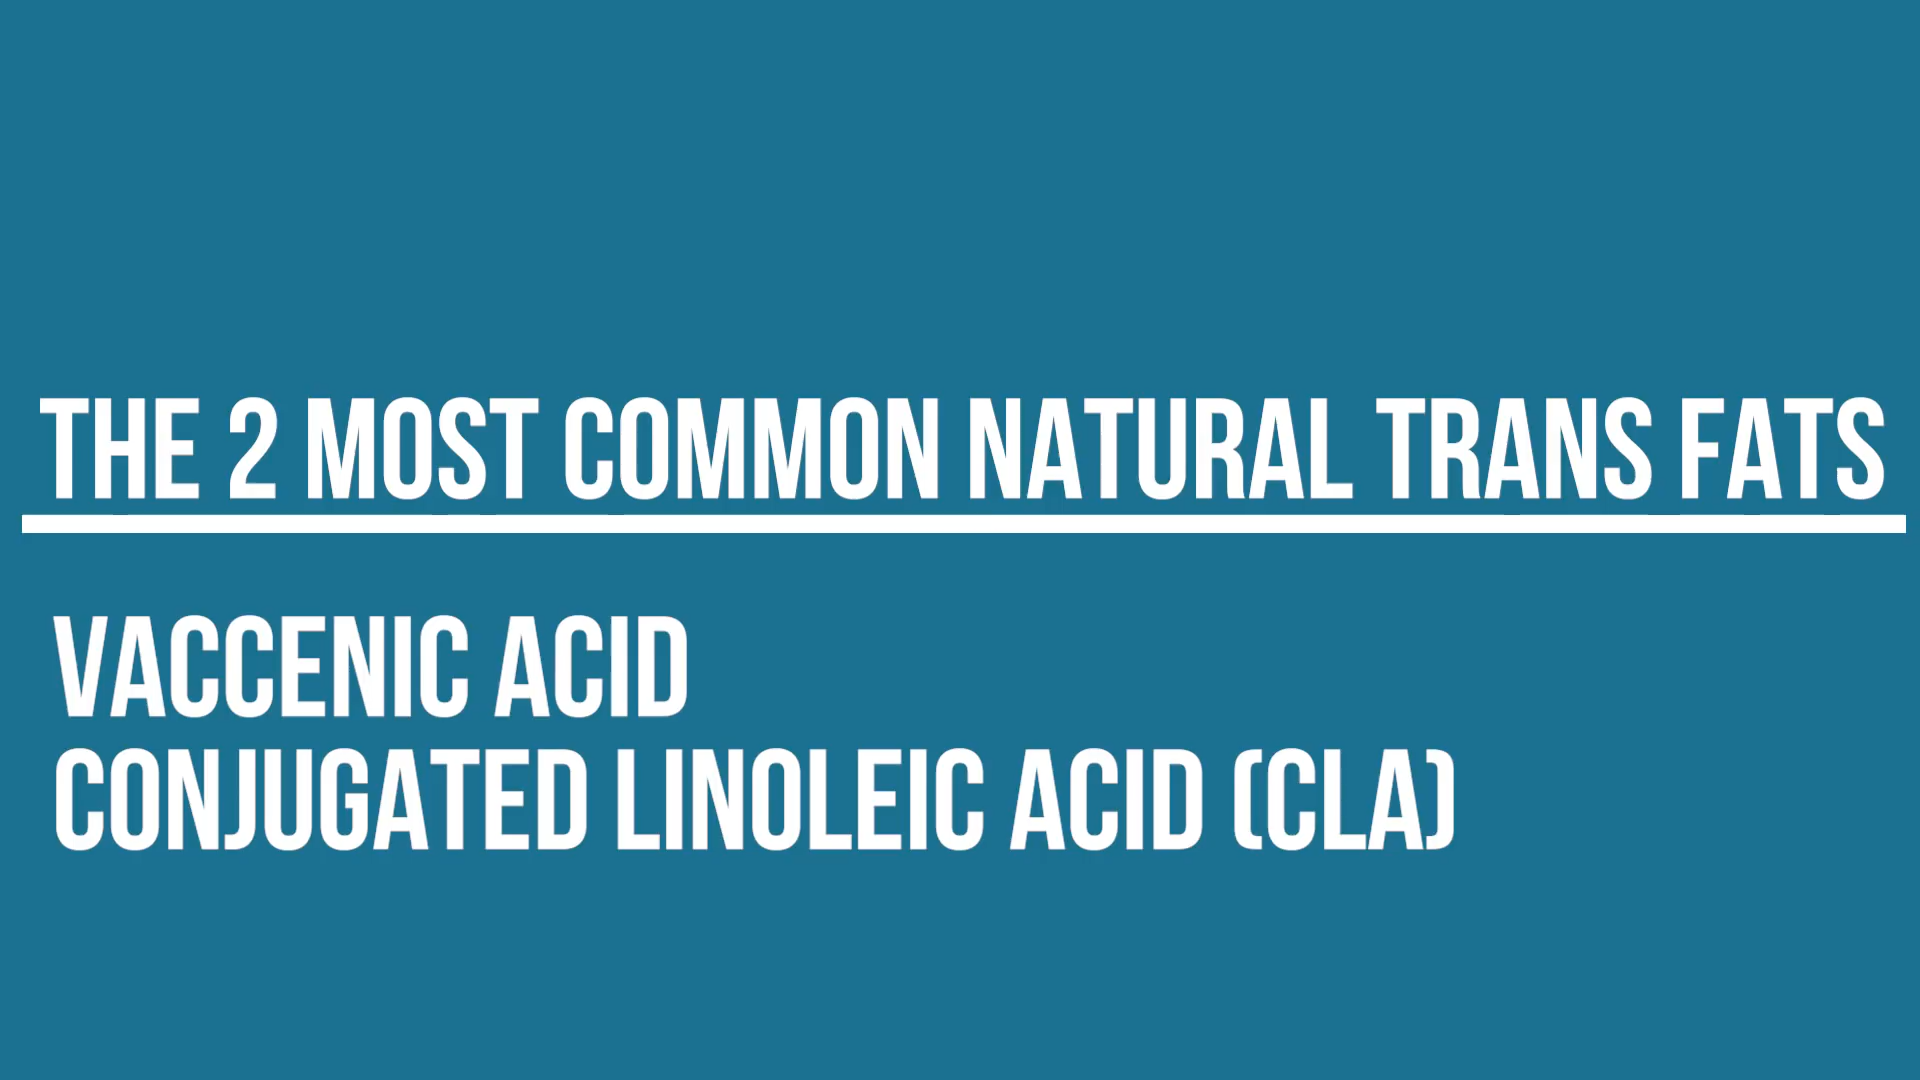 THE 2 MOST COMMON NATURAL TRANS FATS
VACCENIC ACID
CONJUGATED LINOLEIC ACID (CLA)